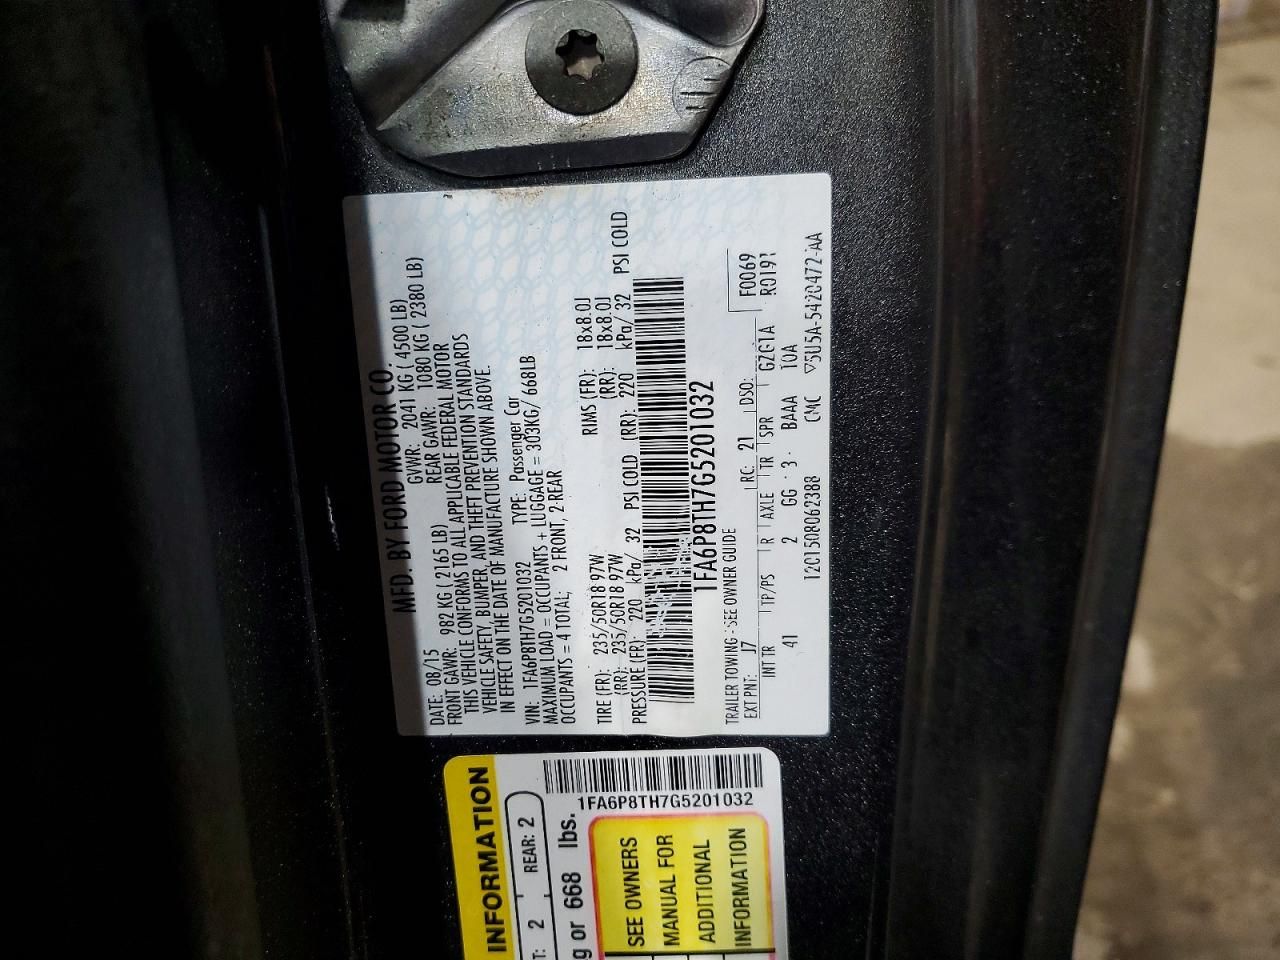 MFD. BY FORD MOTOR CO.
DATE: 08/15 GVWR: 2041 KG ( 4500 LB)
FRONT GAWR: 982 KG ( 2165 LB) REAR GAWR: 1080 KG ( 2380 LB)
THIS VEHICLE CONFORMS TO ALL APPLICABLE FEDERAL MOTOR
VEHICLE SAFETY, BUMPER, AND THEFT PREVENTION STANDARDS
IN EFFECT ON THE DATE OF MANUFACTURE SHOWN ABOVE.
VIN: 1FA6P8TH7G5201032 TYPE: Passenger Car
MAXIMUM LOAD = OCCUPANTS + LUGGAGE = 303KG/ 668LB
OCCUPANTS = 4 TOTAL; 2 FRONT, 2 REAR
TIRE (FR): 235/50R18 97W RIMS (FR): 18x8.0J
(RR): 235/50R18 97W (RR): 18x8.0J
PRESSURE (FR): 220 kPa/ 32 PSI COLD (RR): 220 kPa/ 32 PSI COLD
1FA6P8TH7G5201032
F0069
TRAILER TOWING - SEE OWNER GUIDE
EXT PNT: 17 RC: 21 DSO: R0191
INT TR TP/PS R AXLE TR SPR GZG1A
41 2 GG 3 BAAA
1201508062388 CMC ▽5U5A-5420472-AA
INFORMATION
2 REAR: 2
or 668 lbs.
1FA6P8TH7G5201032
SEE OWNERS
MANUAL FOR
ADDITIONAL
INFORMATION